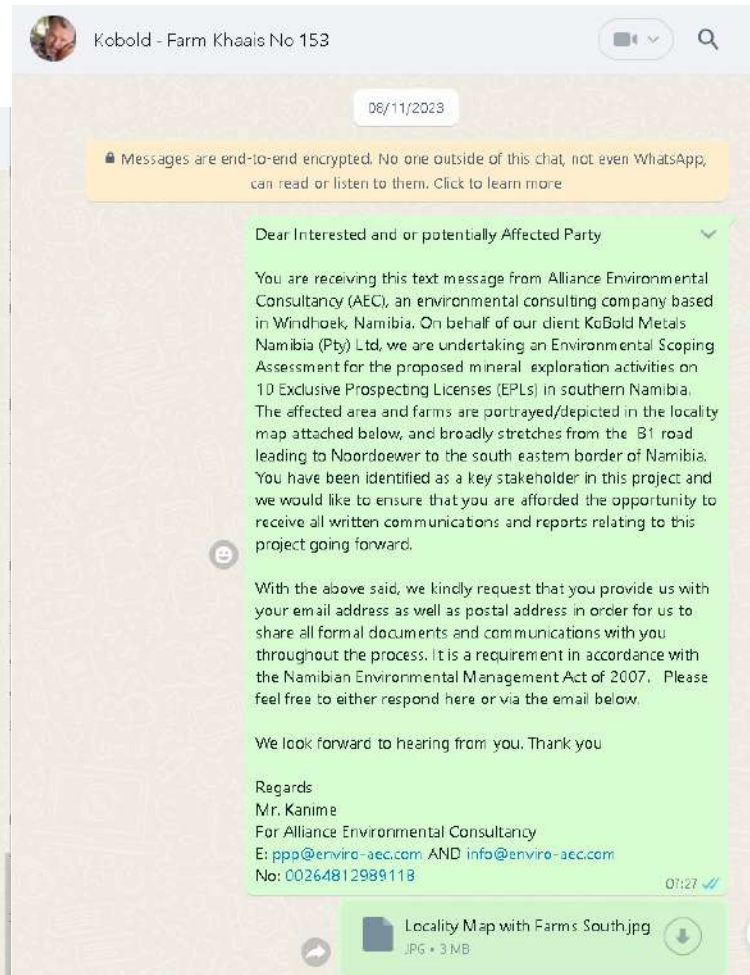 Kobold - Farm Khaais No 153
08/11/2023
Messages are end-to-end encrypted. No one outside of this chat, not even WhatsApp,
can read or listen to them. Click to learn more
Dear Interested and or potentially Affected Party
You are receiving this text message from Alliance Environmental
Consultancy (AEC), an environmental consulting company based
in Windhoek, Namibia. On behalf of our client KoBold Metals
Namibia (Pty) Ltd, we are undertaking an Environmental Scoping
Assessment for the proposed mineral exploration activities on
10 Exclusive Prospecting Licenses (EPLs) in southern Namibia.
The affected area and farms are portrayed/depicted in the locality
map attached below, and broadly stretches from the B1 road
leading to Noordoewer to the south eastern border of Namibia.
You have been identified as a key stakeholder in this project and
we would like to ensure that you are afforded the opportunity to
receive all written communications and reports relating to this
project going forward.
With the above said, we kindly request that you provide us with
your email address as well as postal address in order for us to
share all formal documents and communications with you
throughout the process. It is a requirement in accordance with
the Namibian Environmental Management Act of 2007. Please
feel free to either respond here or via the email below.
We look forward to hearing from you. Thank you
Regards
Mr. Kanime
For Alliance Environmental Consultancy
E: ppp@enviro-aec.com AND info@enviro-aec.com
No: 00264812989118
07:27
Locality Map with Farms South.jpg
JPG • 3 MB